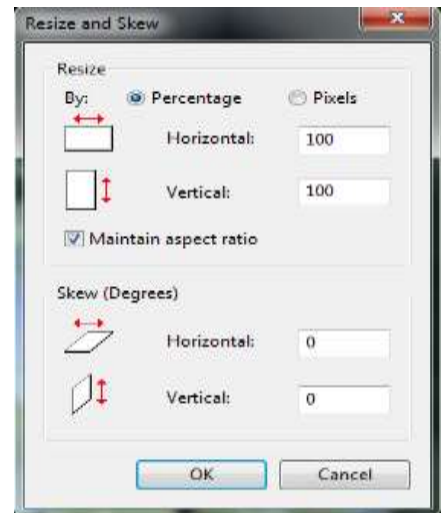 Resize and Skew
Resize
By: Percentage Pixels
Horizontal: 100
Vertical: 100
Maintain aspect ratio
Skew (Degrees)
Horizontal: 0
Vertical: 0
OK Cancel